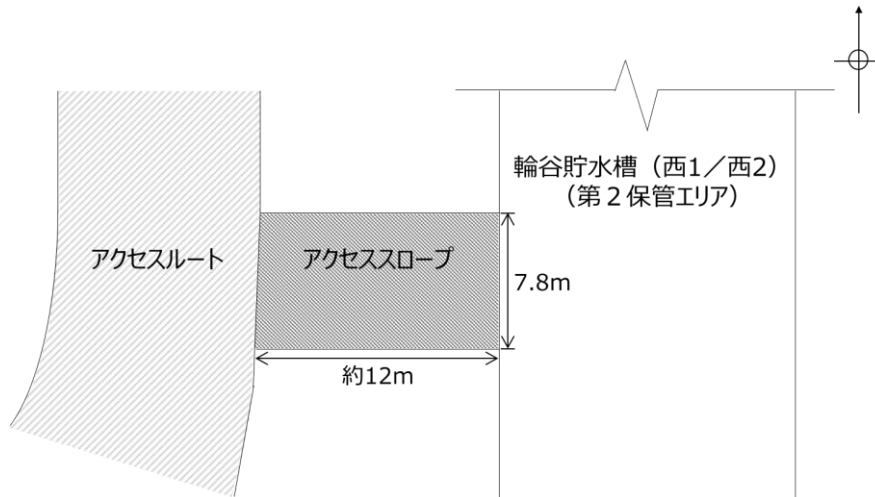 輪谷貯水槽（西1／西2）
（第２保管エリア）
アクセスルート
アクセススロープ
7.8m
約12m